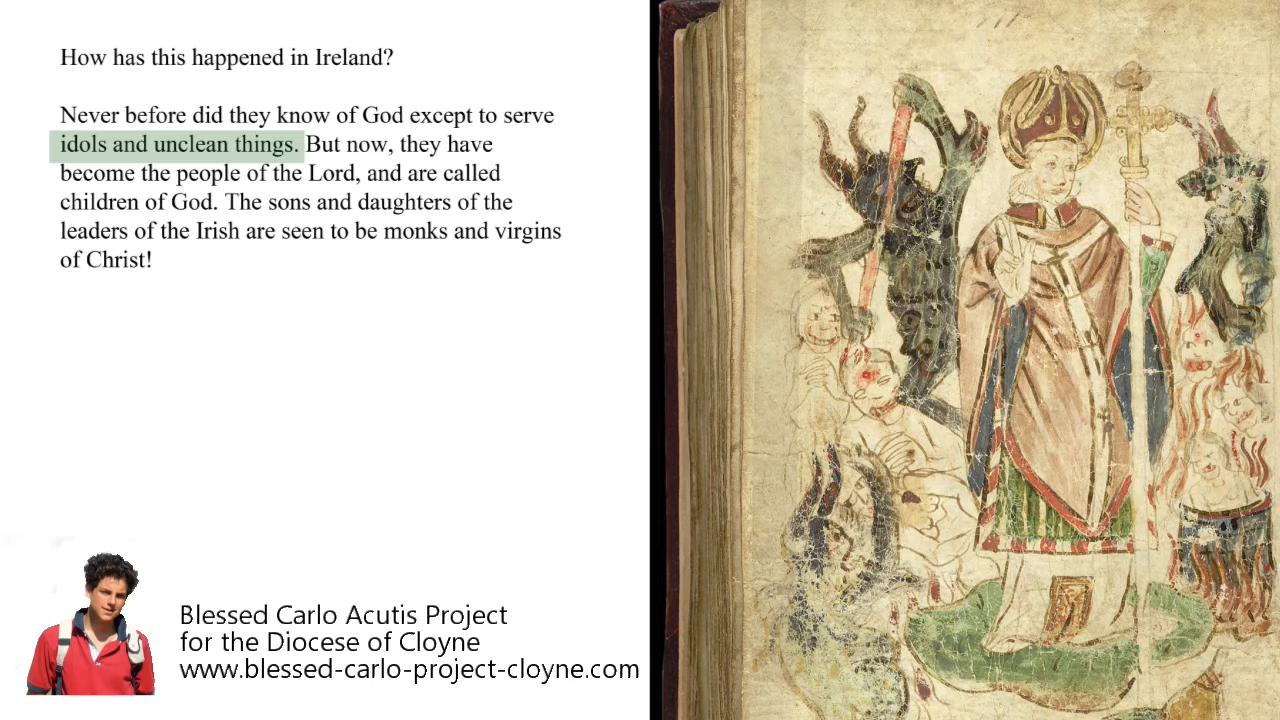 How has this happened in Ireland?
Never before did they know of God except to serve
idols and unclean things. But now, they have
become the people of the Lord, and are called
children of God. The sons and daughters of the
leaders of the Irish are seen to be monks and virgins
of Christ!
Blessed Carlo Acutis Project
for the Diocese of Cloyne
www.blessed-carlo-project-cloyne.com